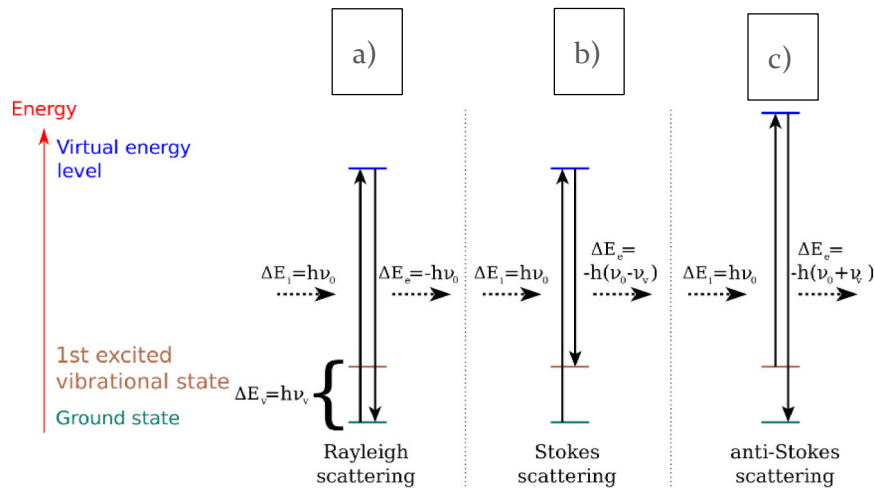 a)
b)
c)
Energy
Virtual energy
level
ΔE_i=hν_0
ΔE_e=-hν_0
ΔE_i=hν_0
ΔE_e=
-h(ν_0-ν_v)
ΔE_i=hν_0
ΔE_e=
-h(ν_0+ν_v)
1st excited
vibrational state
ΔE_v=hν_v
Ground state
Rayleigh
scattering
Stokes
scattering
anti-Stokes
scattering